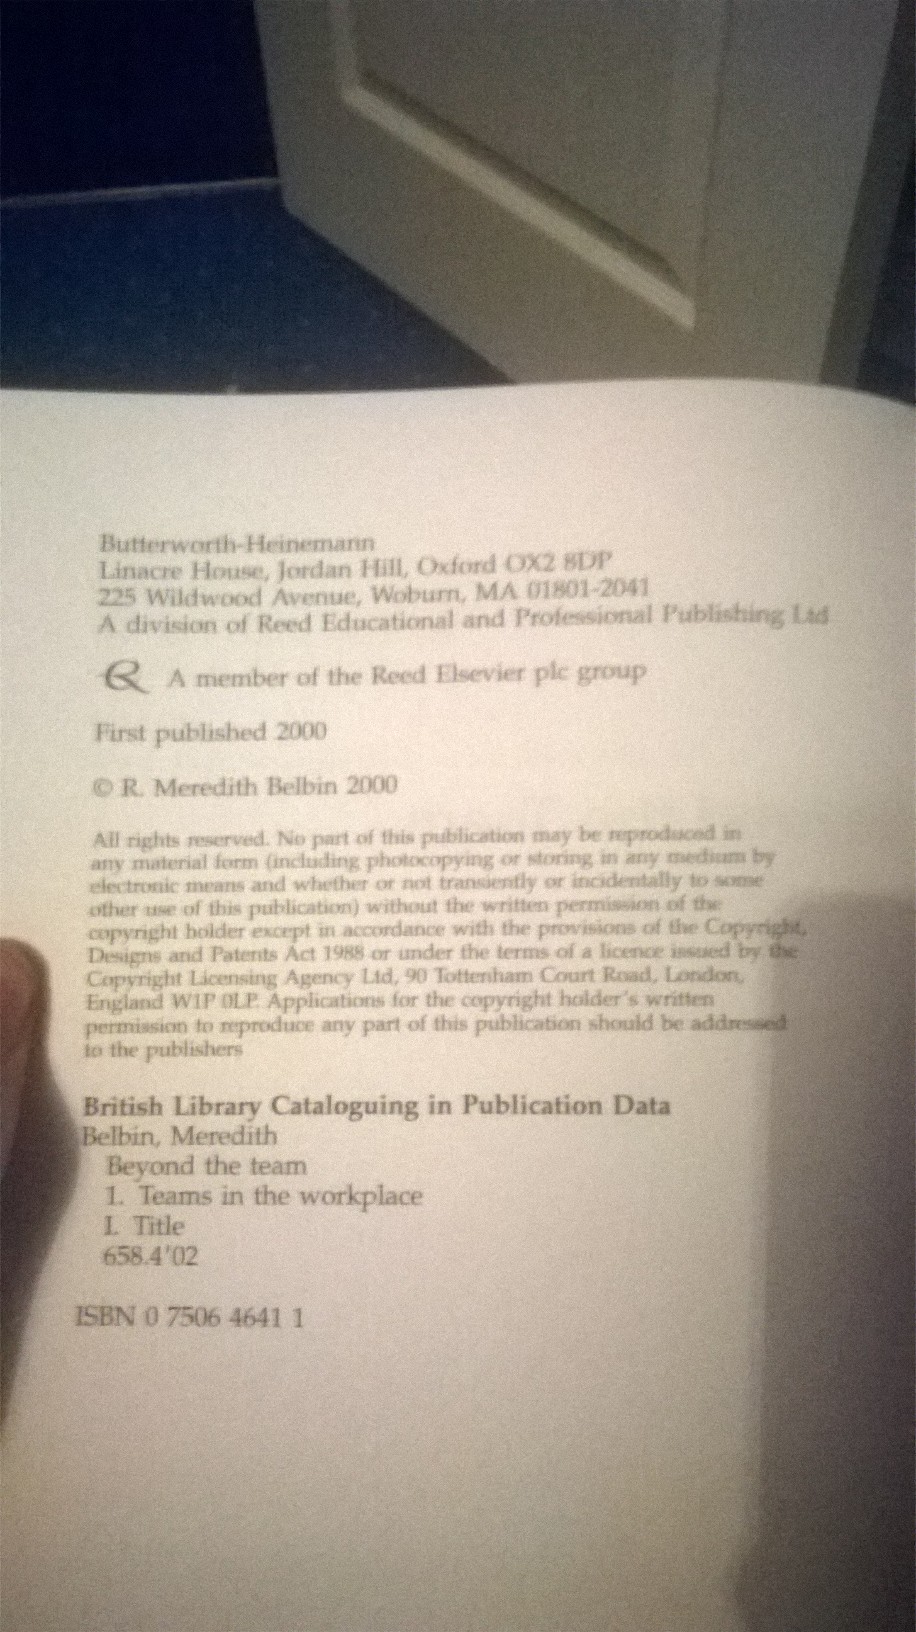 Butterworth-Heinemann
Linacre House, Jordan Hill, Oxford OX2 8DP
225 Wildwood Avenue, Woburn, MA 01801-2041
A division of Reed Educational and Professional Publishing Ltd
A member of the Reed Elsevier plc group
First published 2000
© R. Meredith Belbin 2000
All rights reserved. No part of this publication may be reproduced in
any material form (including photocopying or storing in any medium by
electronic means and whether or not transiently or incidentally to some
other use of this publication) without the written permission of the
copyright holder except in accordance with the provisions of the Copyright,
Designs and Patents Act 1988 or under the terms of a licence issued by the
Copyright Licensing Agency Ltd, 90 Tottenham Court Road, London,
England W1P 0LP. Applications for the copyright holder's written
permission to reproduce any part of this publication should be addressed
to the publishers
British Library Cataloguing in Publication Data
Belbin, Meredith
Beyond the team
1. Teams in the workplace
I. Title
658.4'02
ISBN 0 7506 4641 1